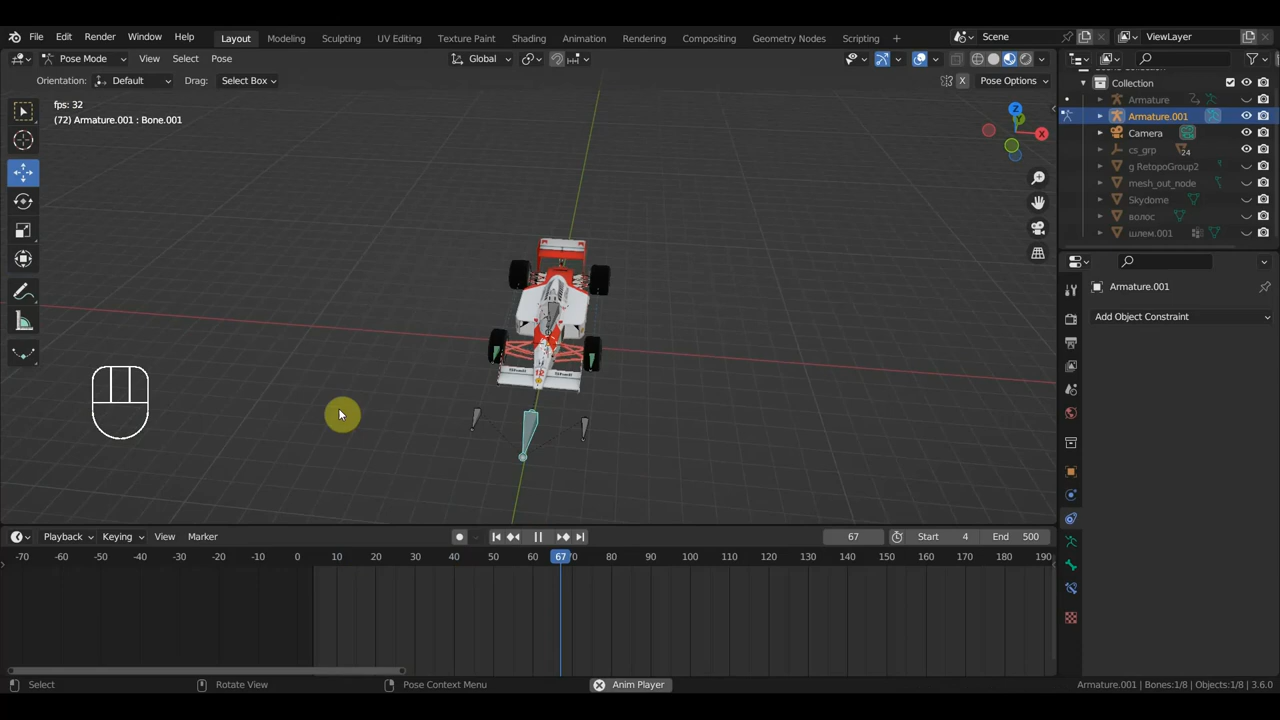 File Edit Render Window Help Layout Modeling Sculpting UV Editing Texture Paint Shading Animation Rendering Compositing Geometry Nodes Scripting + Scene ViewLayer
Pose Mode View Select Pose Global
Orientation: Default Drag: Select Box X Pose Options
Collection
Armature
Armature.001
Camera
cs_grp 24
g RetopoGroup2
mesh_out_node
Skydome
волос
шлем.001
fps: 32
(72) Armature.001 : Bone.001
Z
Y
X
Armature.001
Add Object Constraint
12
Playback Keying View Marker 67 Start 4 End 500
-70 -60 -50 -40 -30 -20 -10 0 10 20 30 40 50 60 67 70 80 90 100 110 120 130 140 150 160 170 180 190
Select Rotate View Pose Context Menu Anim Player Armature.001 | Bones:1/8 | Objects:1/8 | 3.6.0